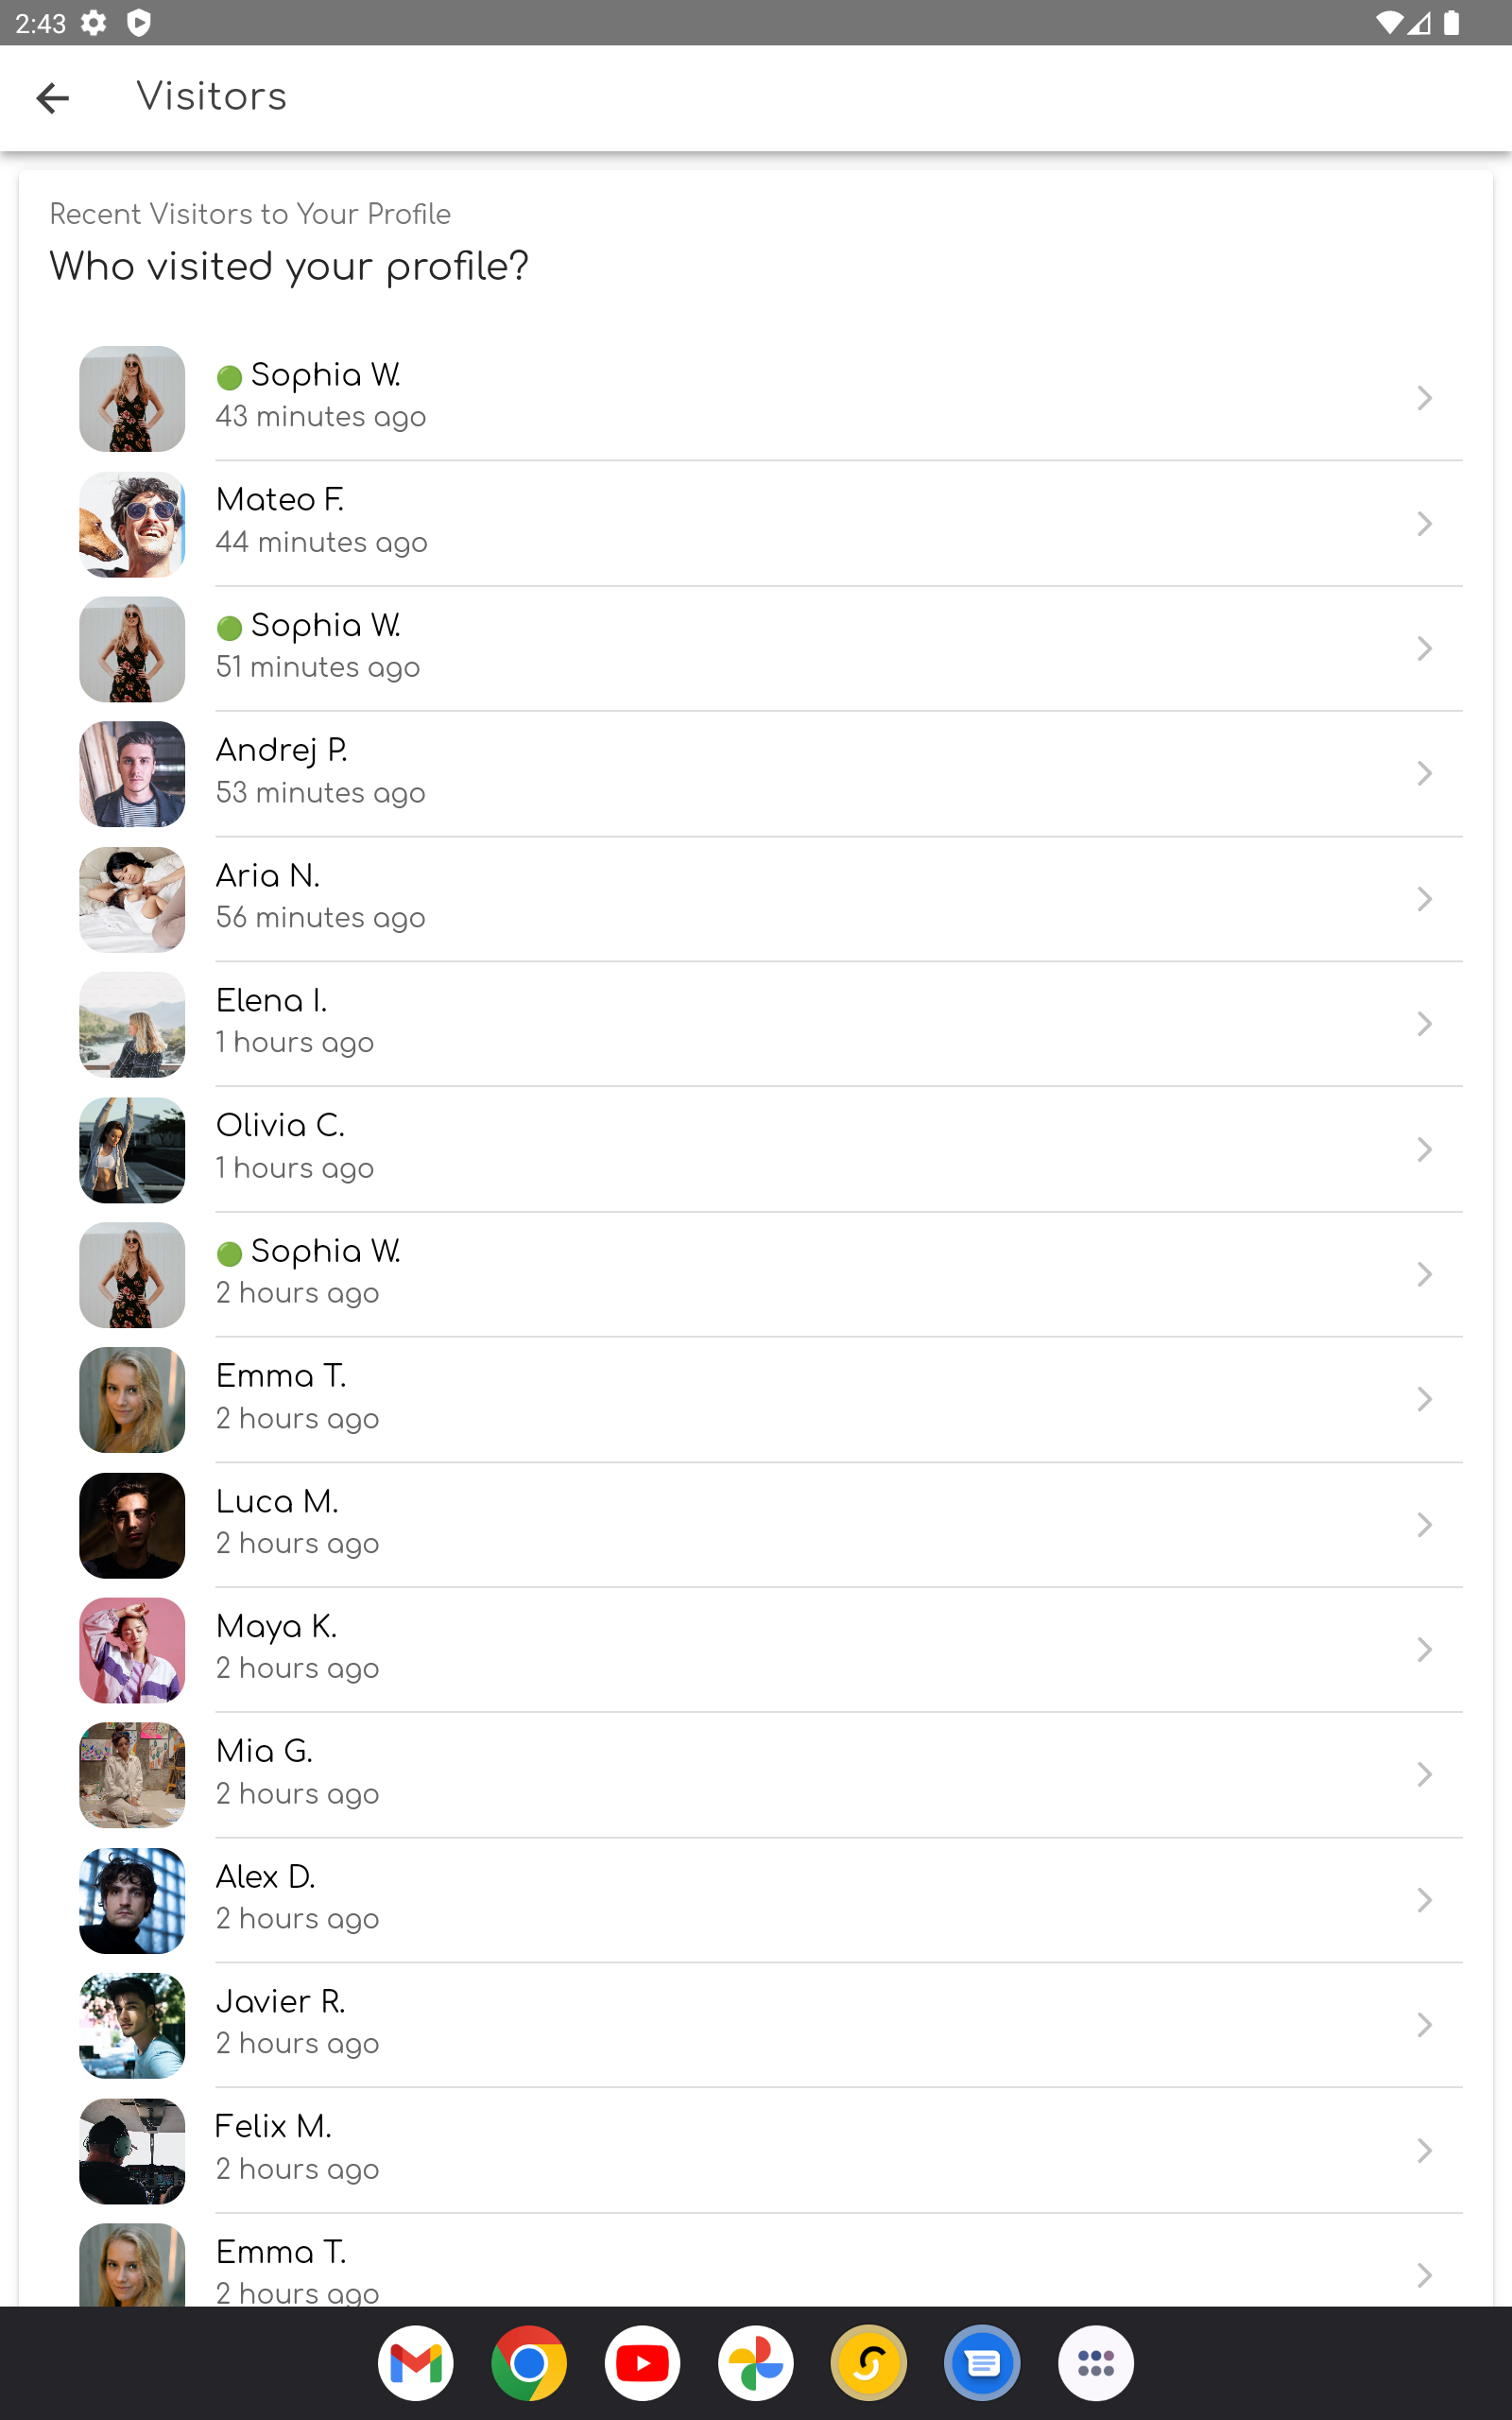 2:43
Visitors
Recent Visitors to Your Profile
Who visited your profile?
Sophia W.
43 minutes ago
Mateo F.
44 minutes ago
Sophia W.
51 minutes ago
Andrej P.
53 minutes ago
Aria N.
56 minutes ago
Elena I.
1 hours ago
Olivia C.
1 hours ago
Sophia W.
2 hours ago
Emma T.
2 hours ago
Luca M.
2 hours ago
Maya K.
2 hours ago
Mia G.
2 hours ago
Alex D.
2 hours ago
Javier R.
2 hours ago
Felix M.
2 hours ago
Emma T.
2 hours ago